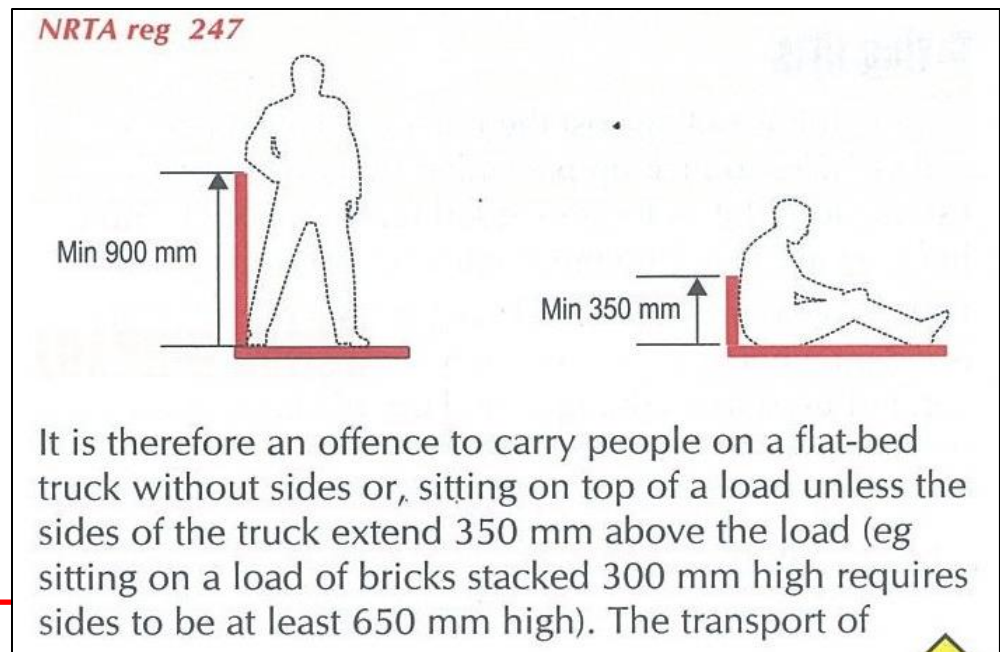 NRTA reg 247
Min 900 mm
Min 350 mm
It is therefore an offence to carry people on a flat-bed
truck without sides or, sitting on top of a load unless the
sides of the truck extend 350 mm above the load (eg
sitting on a load of bricks stacked 300 mm high requires
sides to be at least 650 mm high). The transport of